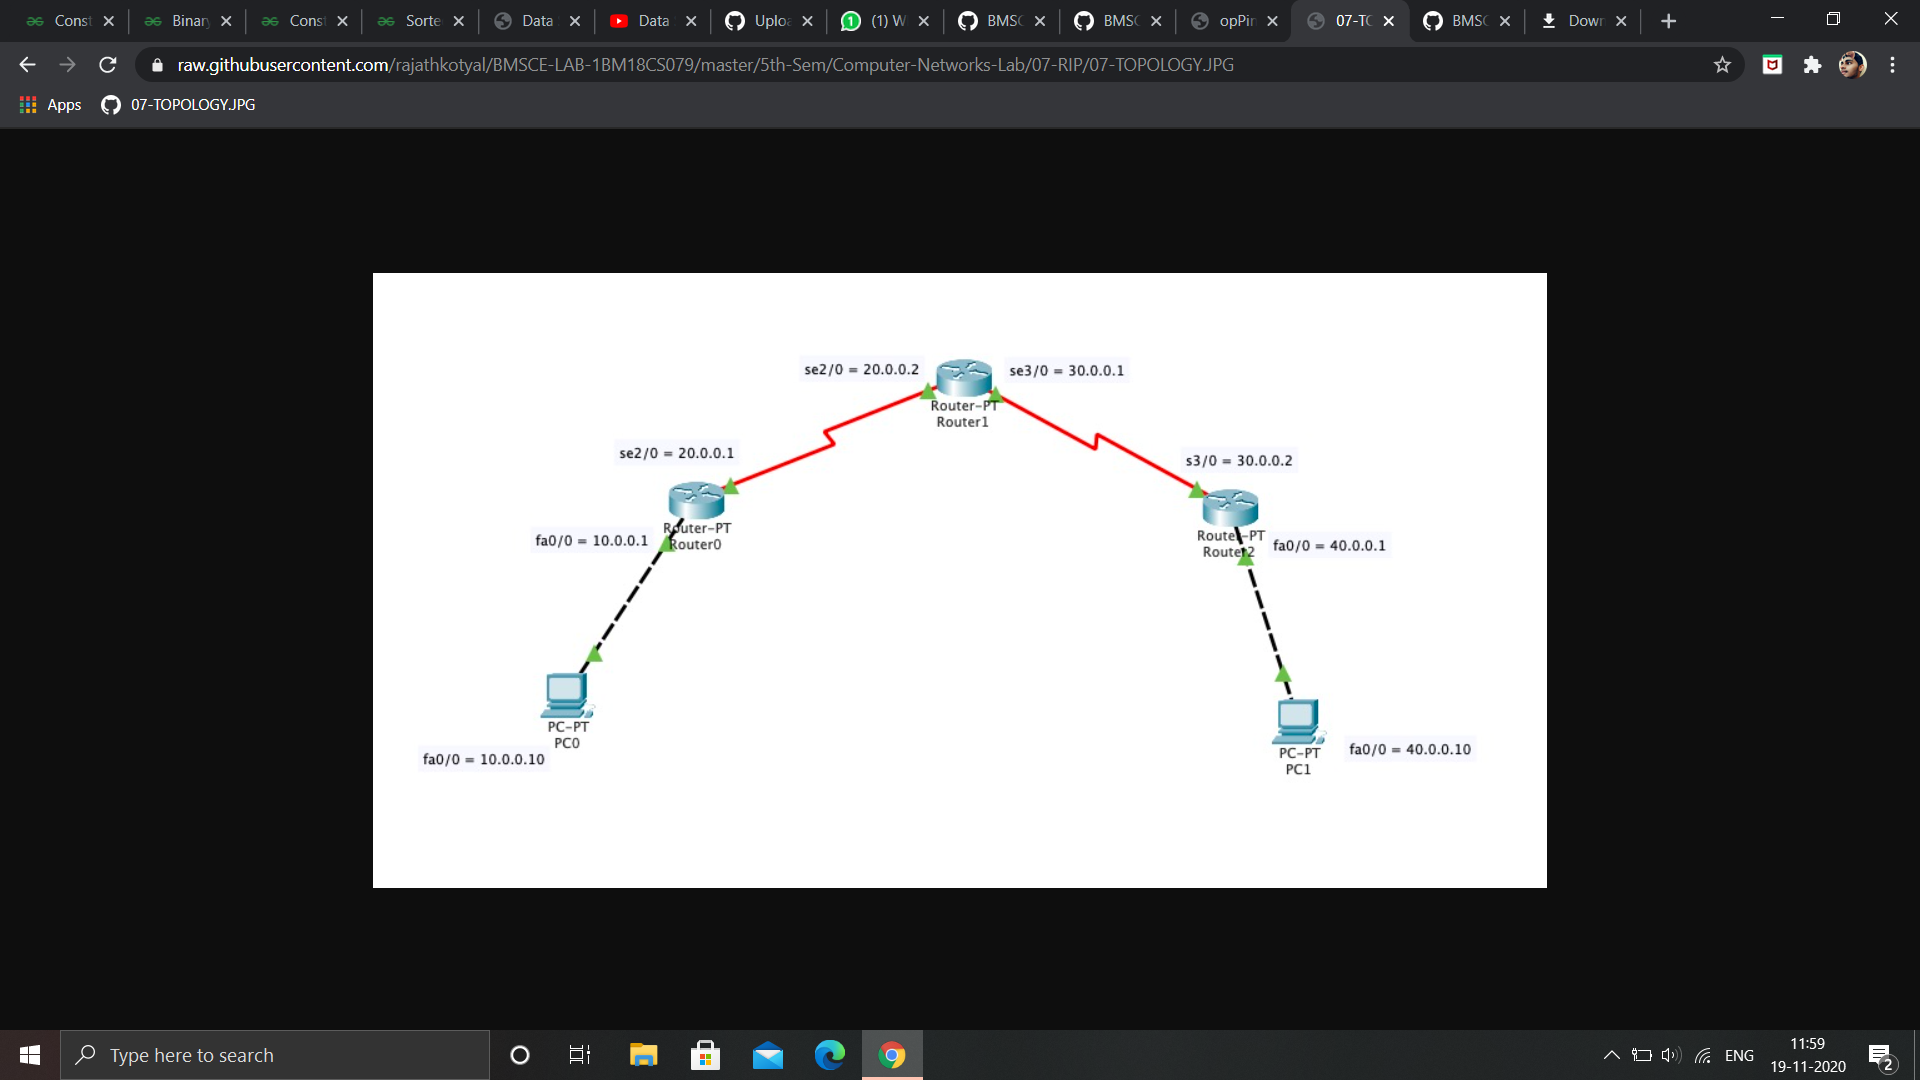 Const
Binary
Const
Sorte
Data
Data
Uploa
(1) W
BMSC
BMSC
opPin
07-TO
BMSC
Down
raw.githubusercontent.com/rajathkotyal/BMSCE-LAB-1BM18CS079/master/5th-Sem/Computer-Networks-Lab/07-RIP/07-TOPOLOGY.JPG
Apps
07-TOPOLOGY.JPG
se2/0 = 20.0.0.2
se3/0 = 30.0.0.1
Router-PT
Router1
se2/0 = 20.0.0.1
s3/0 = 30.0.0.2
Router-PT
Router0
Router-PT
Router2
fa0/0 = 10.0.0.1
fa0/0 = 40.0.0.1
PC-PT
PC0
fa0/0 = 10.0.0.10
PC-PT
PC1
fa0/0 = 40.0.0.10
Type here to search
ENG
11:59
19-11-2020
2